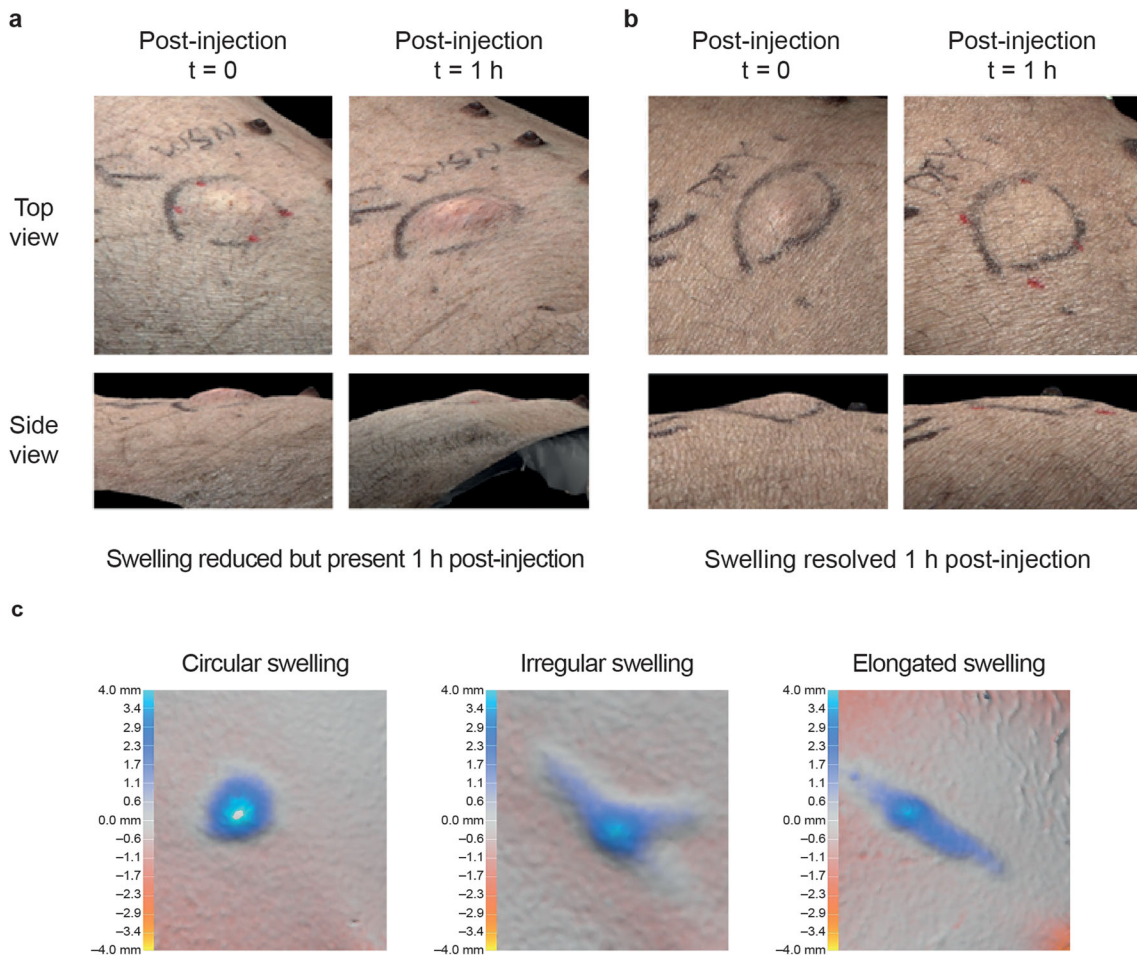 a
Post-injection
t = 0
Post-injection
t = 1 h
b
Post-injection
t = 0
Post-injection
t = 1 h
Top
view
WSN
WSN
DFY
DFY
Side
view
Swelling reduced but present 1 h post-injection
Swelling resolved 1 h post-injection
c
Circular swelling
Irregular swelling
Elongated swelling
4.0 mm
3.4
2.9
2.3
1.7
1.1
0.6
0.0 mm
–0.6
–1.1
–1.7
–2.3
–2.9
–3.4
–4.0 mm
4.0 mm
3.4
2.9
2.3
1.7
1.1
0.6
0.0 mm
–0.6
–1.1
–1.7
–2.3
–2.9
–3.4
–4.0 mm
4.0 mm
3.4
2.9
2.3
1.7
1.1
0.6
0.0 mm
–0.6
–1.1
–1.7
–2.3
–2.9
–3.4
–4.0 mm